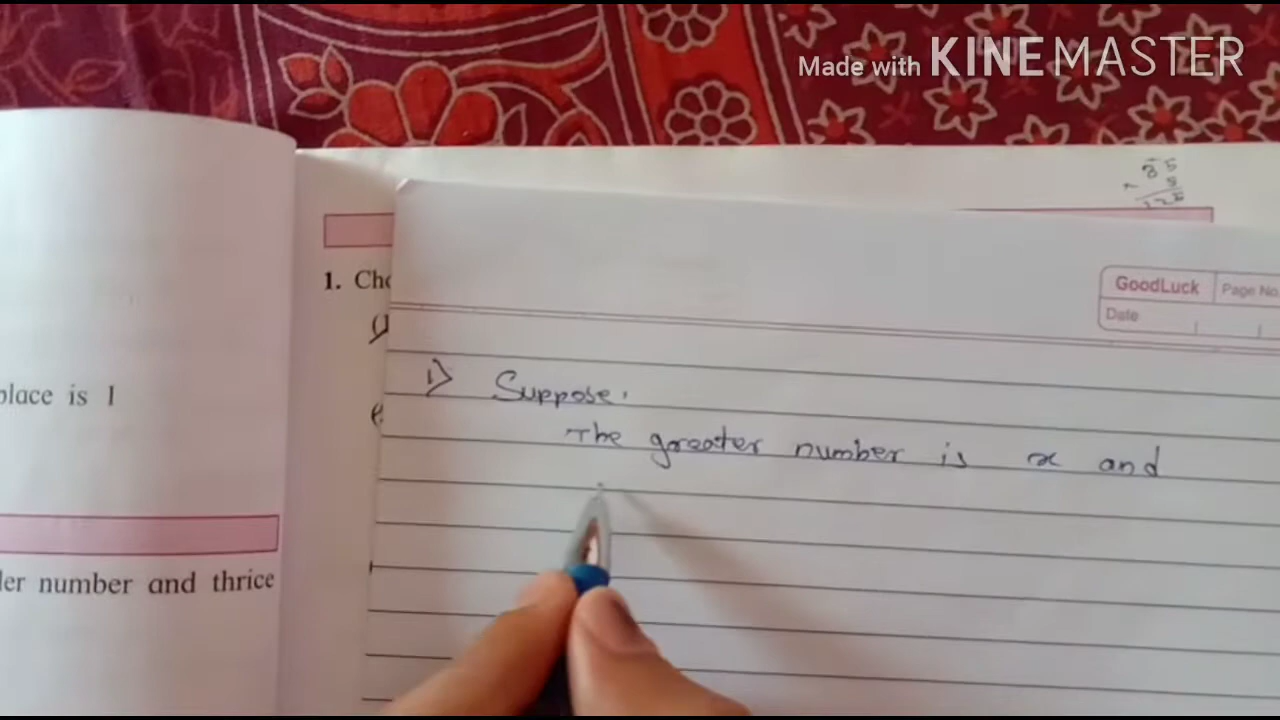 Made with KINEMASTER
place is 1
ler number and thrice
1. Cho
GoodLuck Page No
Date
1) Suppose,
The greater number is x and